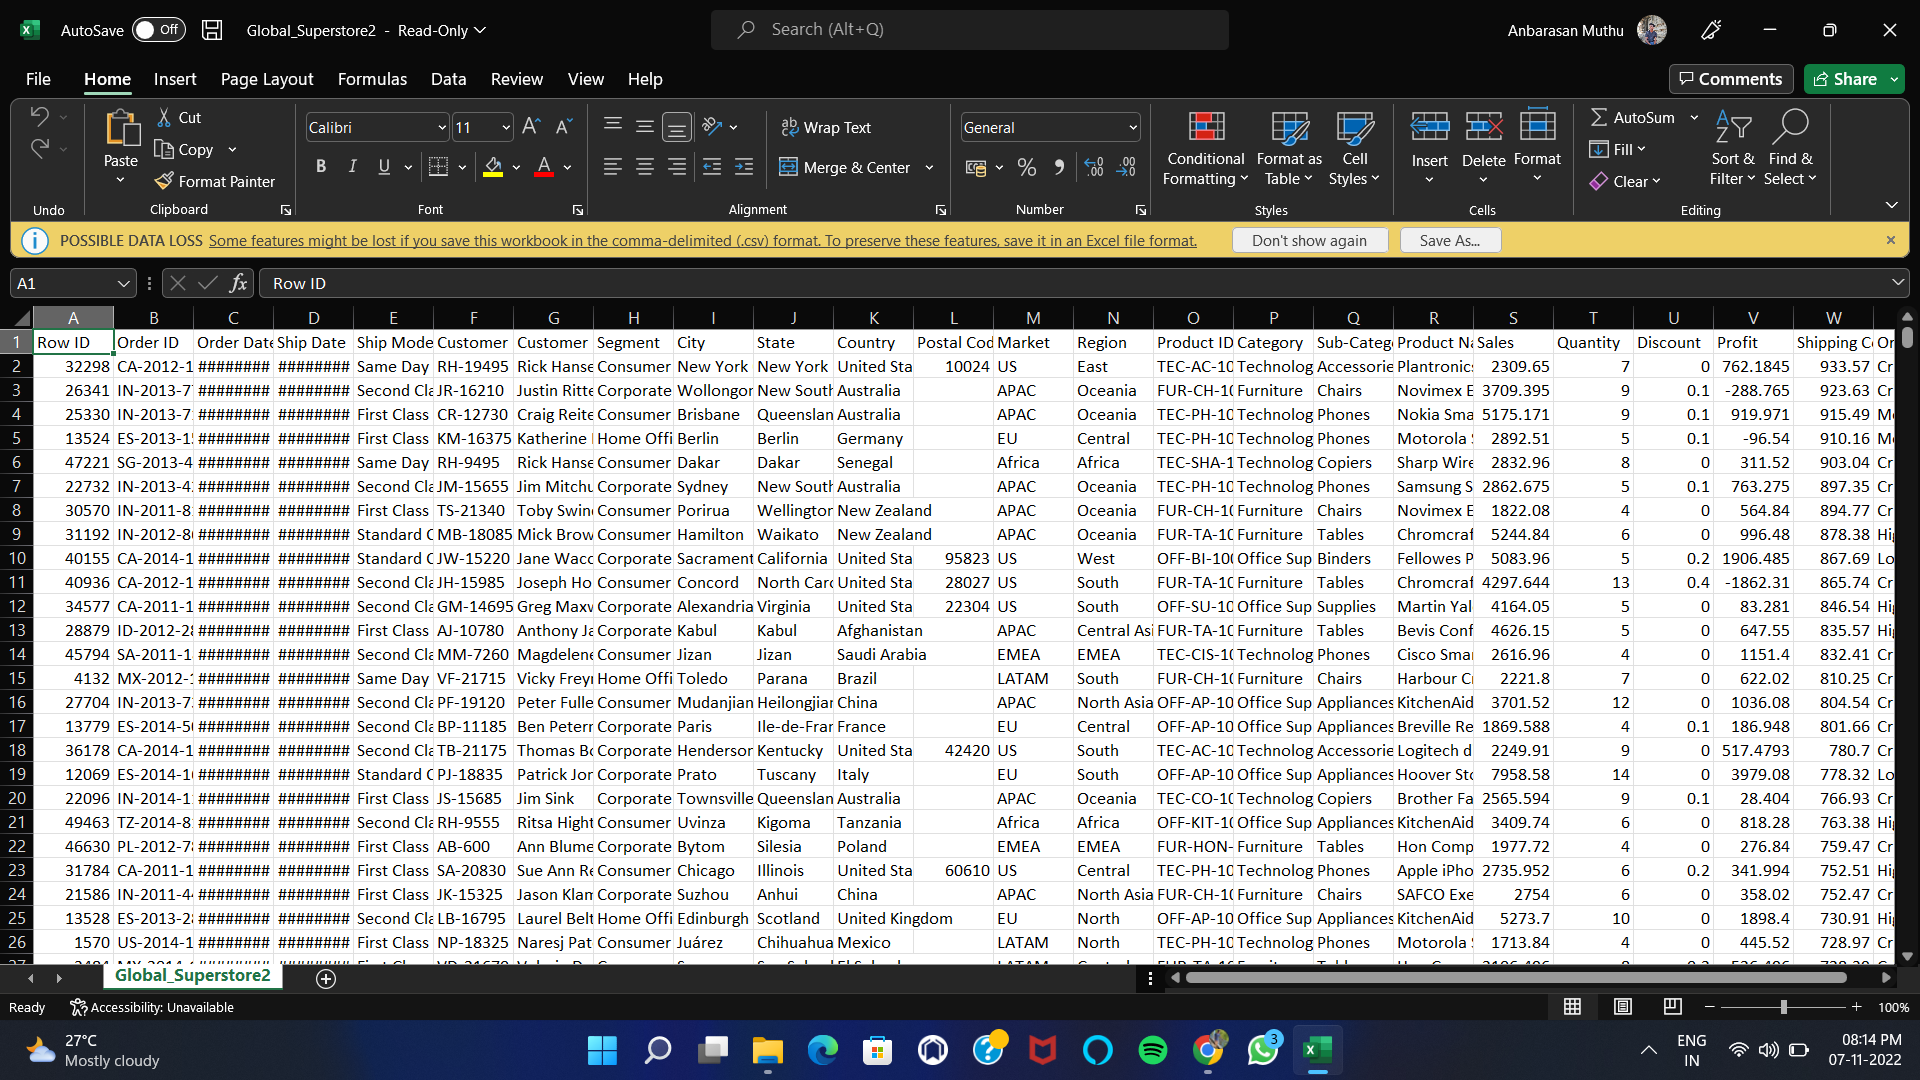 AutoSave Off Global_Superstore2 - Read-Only Search (Alt+Q) Anbarasan Muthu
File Home Insert Page Layout Formulas Data Review View Help Comments Share
Cut
Copy
Format Painter
Paste
Undo Clipboard
Calibri 11
B I U
Font
Wrap Text
Merge & Center
Alignment
General
Number
Conditional Formatting Format as Table Cell Styles
Styles
Insert Delete Format
Cells
AutoSum
Fill
Clear
Sort & Filter Find & Select
Editing
POSSIBLE DATA LOSS Some features might be lost if you save this workbook in the comma-delimited (.csv) format. To preserve these features, save it in an Excel file format. Don't show again Save As...
A1 fx Row ID
A B C D E F G H I J K L M N O P Q R S T U V W
1 Row ID Order ID Order Date Ship Date Ship Mode Customer Customer Segment City State Country Postal Cod Market Region Product ID Category Sub-Categ Product Na Sales Quantity Discount Profit Shipping C Or
2 32298 CA-2012-1 ######## ######## Same Day RH-19495 Rick Hanse Consumer New York New York United Sta 10024 US East TEC-AC-10 Technolog Accessorie Plantronic 2309.65 7 0 762.1845 933.57 Cr
3 26341 IN-2013-7 ######## ######## Second Cla JR-16210 Justin Ritte Corporate Wollongor New South Australia APAC Oceania FUR-CH-10 Furniture Chairs Novimex E 3709.395 9 0.1 -288.765 923.63 Cr
4 25330 IN-2013-7 ######## ######## First Class CR-12730 Craig Reite Consumer Brisbane Queenslan Australia APAC Oceania TEC-PH-10 Technolog Phones Nokia Sma 5175.171 9 0.1 919.971 915.49 Me
5 13524 ES-2013-1 ######## ######## First Class KM-16375 Katherine Home Offi Berlin Berlin Germany EU Central TEC-PH-10 Technolog Phones Motorola 2892.51 5 0.1 -96.54 910.16 Me
6 47221 SG-2013-4 ######## ######## Same Day RH-9495 Rick Hanse Consumer Dakar Dakar Senegal Africa Africa TEC-SHA-1 Technolog Copiers Sharp Wire 2832.96 8 0 311.52 903.04 Cr
7 22732 IN-2013-4 ######## ######## Second Cla JM-15655 Jim Mitchu Corporate Sydney New South Australia APAC Oceania TEC-PH-10 Technolog Phones Samsung S 2862.675 5 0.1 763.275 897.35 Cr
8 30570 IN-2011-8 ######## ######## First Class TS-21340 Toby Swin Consumer Porirua Wellington New Zealand APAC Oceania FUR-CH-10 Furniture Chairs Novimex E 1822.08 4 0 564.84 894.77 Cr
9 31192 IN-2012-8 ######## ######## Standard C MB-18085 Mick Brow Consumer Hamilton Waikato New Zealand APAC Oceania FUR-TA-10 Furniture Tables Chromcraf 5244.84 6 0 996.48 878.38 Hi
10 40155 CA-2014-1 ######## ######## Standard C JW-15220 Jane Wacc Corporate Sacrament California United Sta 95823 US West OFF-BI-100 Office Sup Binders Fellowes P 5083.96 5 0.2 1906.485 867.69 Lo
11 40936 CA-2012-1 ######## ######## Second Cla JH-15985 Joseph Ho Consumer Concord North Caro United Sta 28027 US South FUR-TA-10 Furniture Tables Chromcraf 4297.644 13 0.4 -1862.31 865.74 Cr
12 34577 CA-2011-1 ######## ######## Second Cla GM-14695 Greg Maxw Corporate Alexandria Virginia United Sta 22304 US South OFF-SU-10 Office Sup Supplies Martin Yal 4164.05 5 0 83.281 846.54 Hi
13 28879 ID-2012-28 ######## ######## First Class AJ-10780 Anthony Ja Corporate Kabul Kabul Afghanistan APAC Central Asi FUR-TA-10 Furniture Tables Bevis Conf 4626.15 5 0 647.55 835.57 Hi
14 45794 SA-2011-1 ######## ######## Second Cla MM-7260 Magdelene Consumer Jizan Jizan Saudi Arabia EMEA EMEA TEC-CIS-10 Technolog Phones Cisco Smar 2616.96 4 0 1151.4 832.41 Cr
15 4132 MX-2012-1 ######## ######## Same Day VF-21715 Vicky Freyr Home Offi Toledo Parana Brazil LATAM South FUR-CH-10 Furniture Chairs Harbour Cr 2221.8 7 0 622.02 810.25 Cr
16 27704 IN-2013-7 ######## ######## Second Cla PF-19120 Peter Fulle Consumer Mudanjian Heilongjiar China APAC North Asia OFF-AP-10 Office Sup Appliances KitchenAid 3701.52 12 0 1036.08 804.54 Cr
17 13779 ES-2014-50 ######## ######## Second Cla BP-11185 Ben Peterr Corporate Paris Ile-de-Fran France EU Central OFF-AP-10 Office Sup Appliances Breville Re 1869.588 4 0.1 186.948 801.66 Cr
18 36178 CA-2014-1 ######## ######## Second Cla TB-21175 Thomas Bo Corporate Henderson Kentucky United Sta 42420 US South TEC-AC-10 Technolog Accessorie Logitech d 2249.91 9 0 517.4793 780.7 Cr
19 12069 ES-2014-16 ######## ######## Standard C PJ-18835 Patrick Jor Corporate Prato Tuscany Italy EU South OFF-AP-10 Office Sup Appliances Hoover Sto 7958.58 14 0 3979.08 778.32 Lo
20 22096 IN-2014-1 ######## ######## First Class JS-15685 Jim Sink Corporate Townsville Queenslan Australia APAC Oceania TEC-CO-10 Technolog Copiers Brother Fa 2565.594 9 0.1 28.404 766.93 Cr
21 49463 TZ-2014-8 ######## ######## Second Cla RH-9555 Ritsa Hight Consumer Uvinza Kigoma Tanzania Africa Africa OFF-KIT-10 Office Sup Appliances KitchenAid 3409.74 6 0 818.28 763.38 Hi
22 46630 PL-2012-78 ######## ######## First Class AB-600 Ann Blume Corporate Bytom Silesia Poland EMEA EMEA FUR-HON- Furniture Tables Hon Comp 1977.72 4 0 276.84 759.47 Cr
23 31784 CA-2011-1 ######## ######## First Class SA-20830 Sue Ann Re Consumer Chicago Illinois United Sta 60610 US Central TEC-PH-10 Technolog Phones Apple iPho 2735.952 6 0.2 341.994 752.51 Hi
24 21586 IN-2011-44 ######## ######## First Class JK-15325 Jason Klam Corporate Suzhou Anhui China APAC North Asia FUR-CH-10 Furniture Chairs SAFCO Exe 2754 6 0 358.02 752.47 Cr
25 13528 ES-2013-28 ######## ######## Second Cla LB-16795 Laurel Belt Home Offi Edinburgh Scotland United Kingdom EU North OFF-AP-10 Office Sup Appliances KitchenAid 5273.7 10 0 1898.4 730.91 Hi
26 1570 US-2014-1 ######## ######## First Class NP-18325 Naresj Pat Consumer Juárez Chihuahua Mexico LATAM North TEC-PH-10 Technolog Phones Motorola 1713.84 4 0 445.52 728.97 Cr
Global_Superstore2
Ready Accessibility: Unavailable 100%
27°C
Mostly cloudy
3
ENG
IN
08:14 PM
07-11-2022